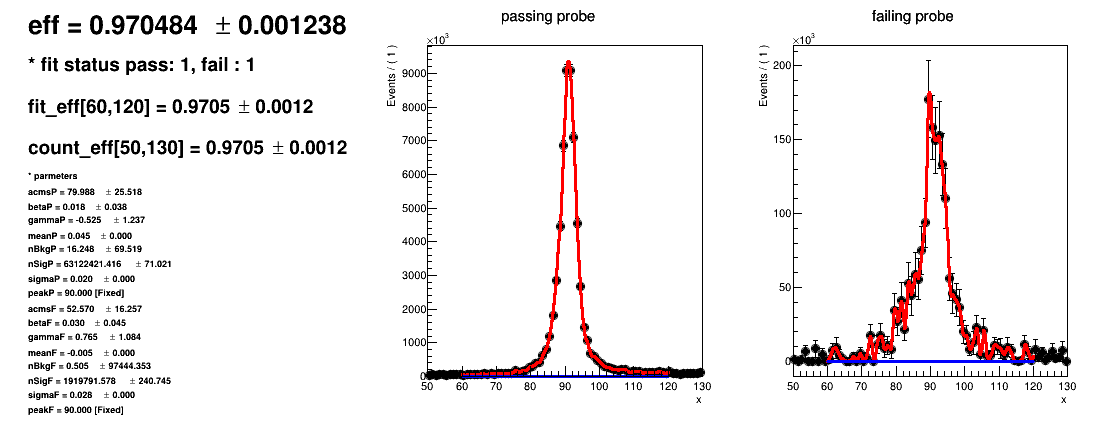 eff = 0.970484 ± 0.001238
* fit status pass: 1, fail : 1
fit_eff[60,120] = 0.9705 ± 0.0012
count_eff[50,130] = 0.9705 ± 0.0012
* parmeters
acmsP = 79.988 ± 25.518
betaP = 0.018 ± 0.038
gammaP = -0.525 ± 1.237
meanP = 0.045 ± 0.000
nBkgP = 16.248 ± 69.519
nSigP = 63122421.416 ± 71.021
sigmaP = 0.020 ± 0.000
peakP = 90.000 [Fixed]
acmsF = 52.570 ± 16.257
betaF = 0.030 ± 0.045
gammaF = 0.765 ± 1.084
meanF = -0.005 ± 0.000
nBkgF = 0.505 ± 97444.353
nSigF = 1919791.578 ± 240.745
sigmaF = 0.028 ± 0.000
peakF = 90.000 [Fixed]
passing probe
×10³
Events / ( 1 )
9000
8000
7000
6000
5000
4000
3000
2000
1000
0
50 60 70 80 90 100 110 120 130
x
failing probe
×10³
Events / ( 1 )
200
150
100
50
0
50 60 70 80 90 100 110 120 130
x